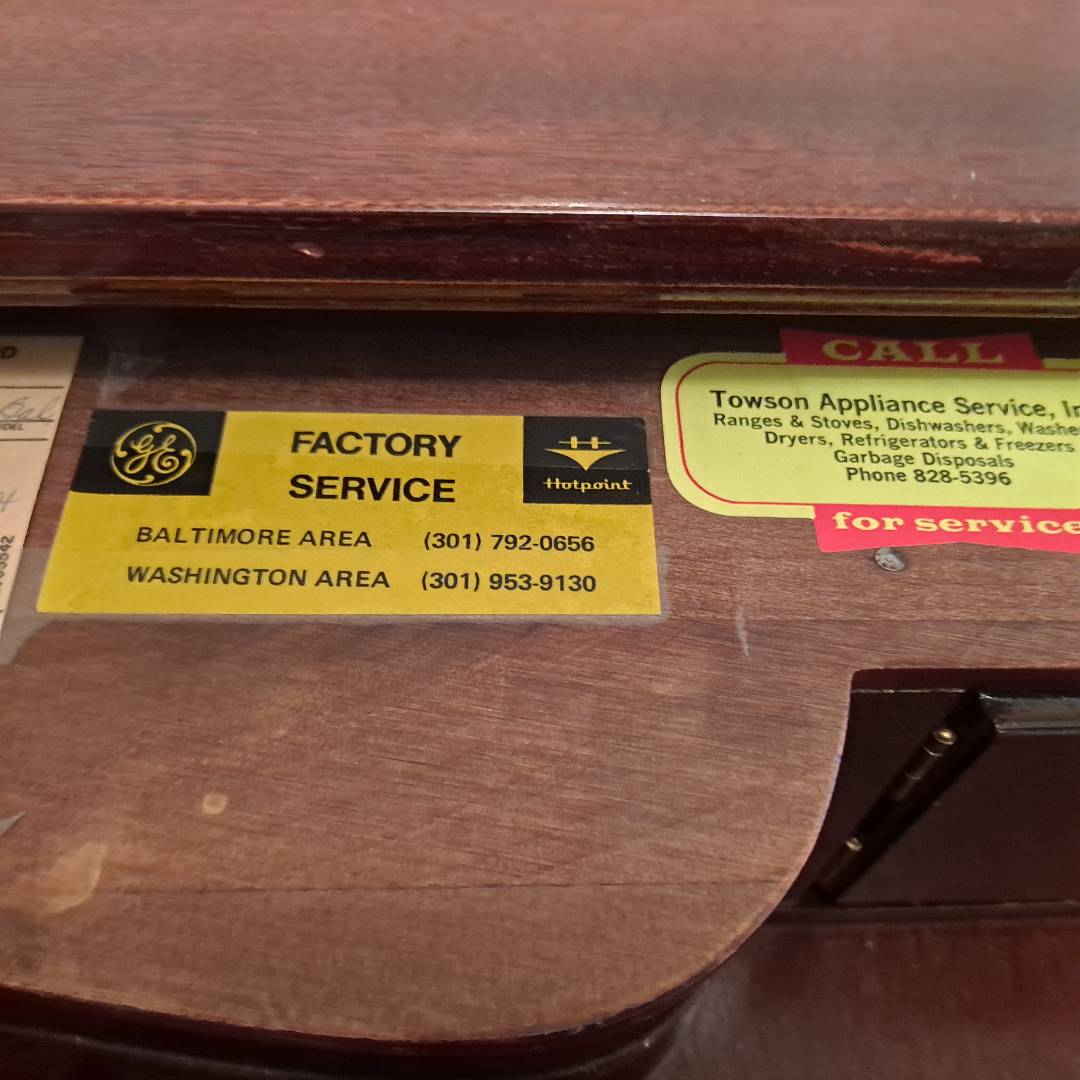 D
ODEL
GE
FACTORY
SERVICE
Hotpoint
BALTIMORE AREA (301) 792-0656
WASHINGTON AREA (301) 953-9130
CALL
Towson Appliance Service, In
Ranges & Stoves, Dishwashers, Washe
Dryers, Refrigerators & Freezers
Garbage Disposals
Phone 828-5396
for service